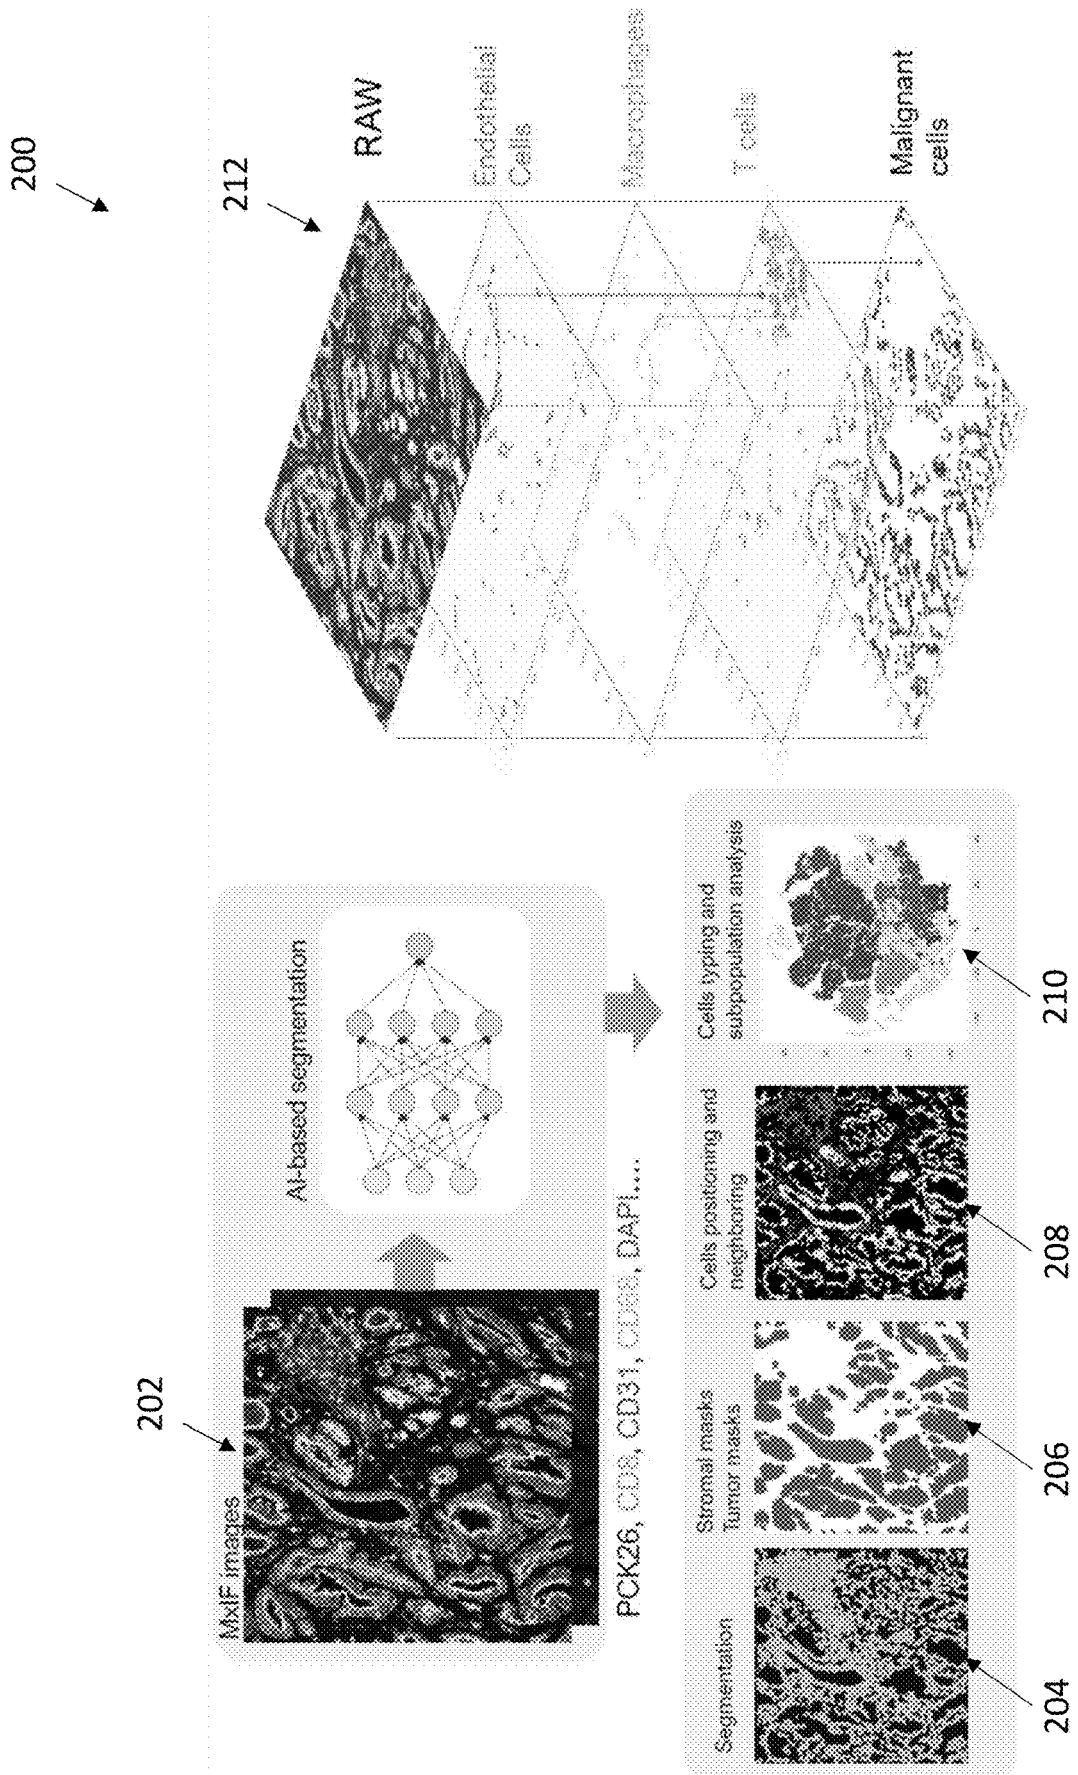 200
202
MxIF images
AI-based segmentation
PCK26, CD8, CD31, CD68, DAPI....
Segmentation
Stromal masks
Tumor masks
Cells positioning and
neighboring
Cells typing and
subpopulation analysis
204
206
208
210
212
RAW
Endothelial
Cells
Macrophages
T cells
Malignant
cells